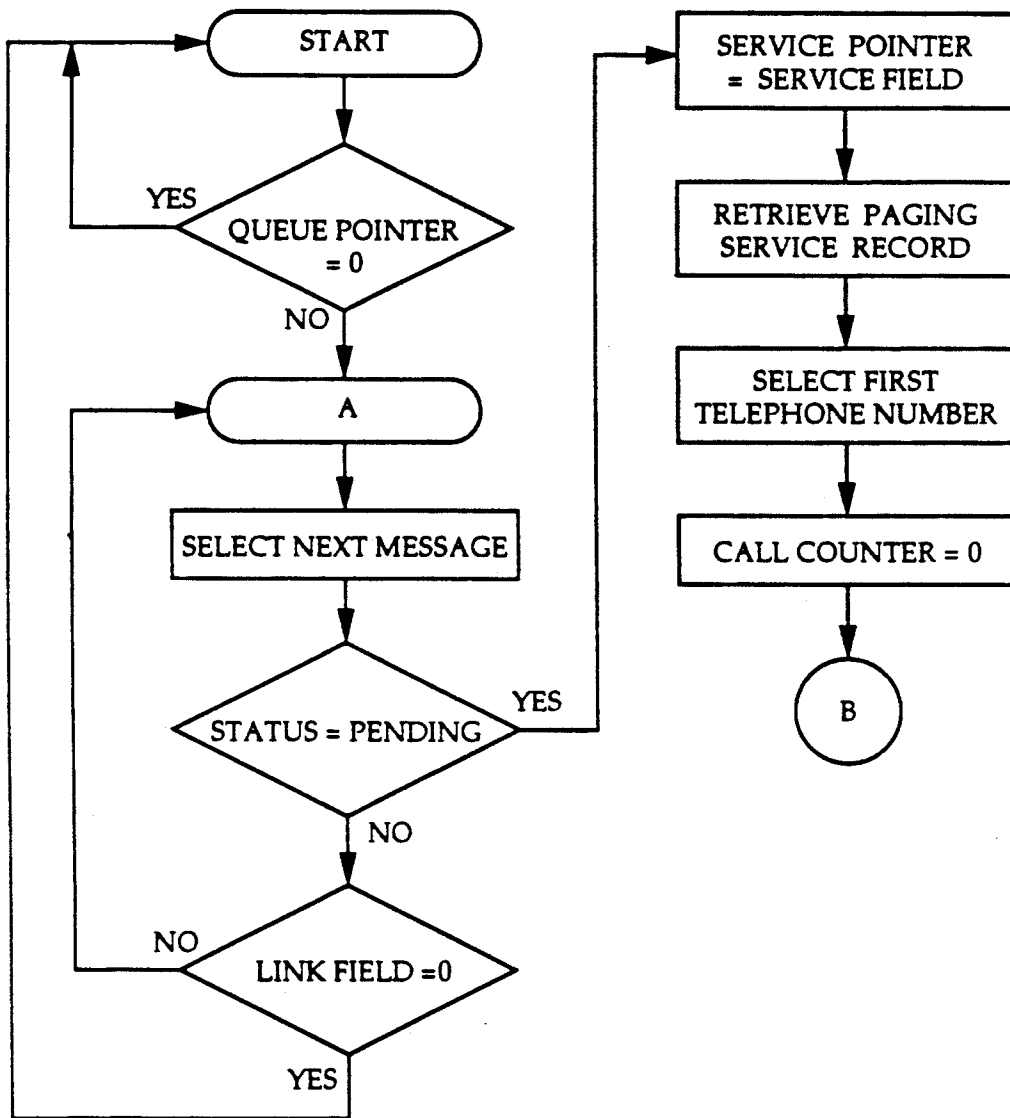 START
YES
QUEUE POINTER
= 0
NO
A
SELECT NEXT MESSAGE
STATUS = PENDING
YES
NO
NO
LINK FIELD =0
YES
SERVICE POINTER
= SERVICE FIELD
RETRIEVE PAGING
SERVICE RECORD
SELECT FIRST
TELEPHONE NUMBER
CALL COUNTER = 0
B